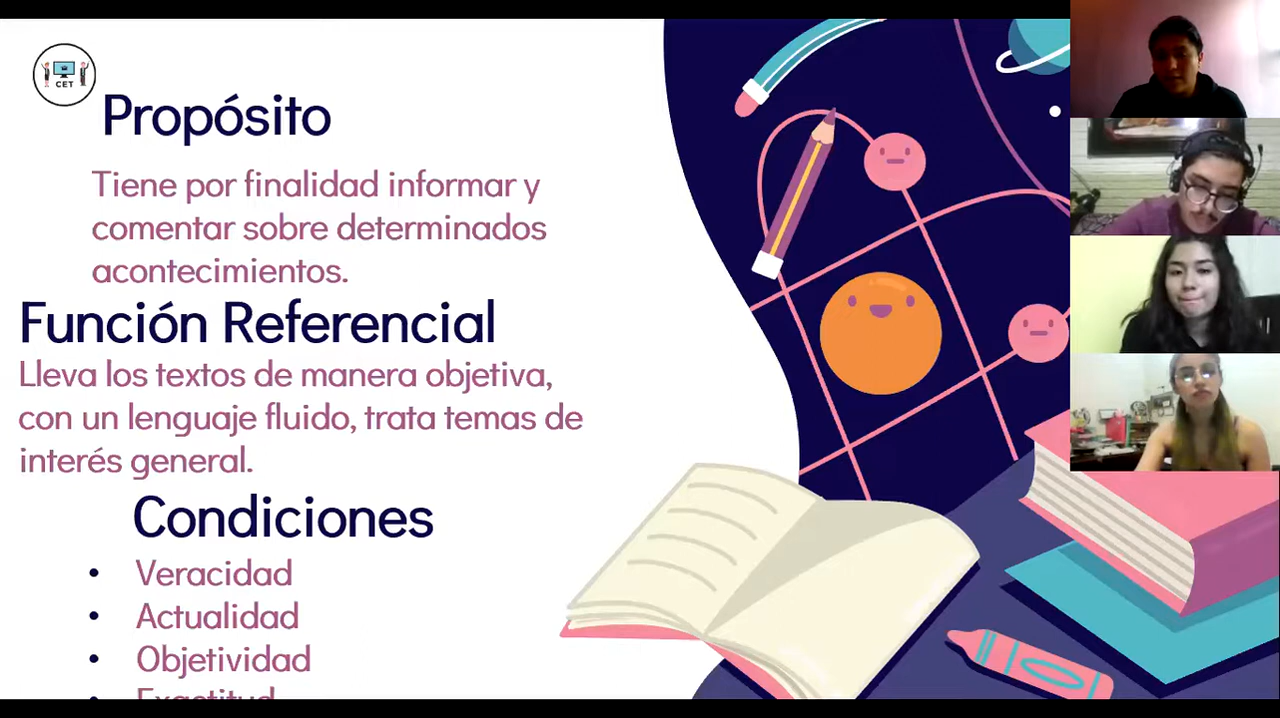 CET
Propósito
Tiene por finalidad informar y
comentar sobre determinados
acontecimientos.
Función Referencial
Lleva los textos de manera objetiva,
con un lenguaje fluido, trata temas de
interés general.
Condiciones
• Veracidad
• Actualidad
• Objetividad
• Exactitud